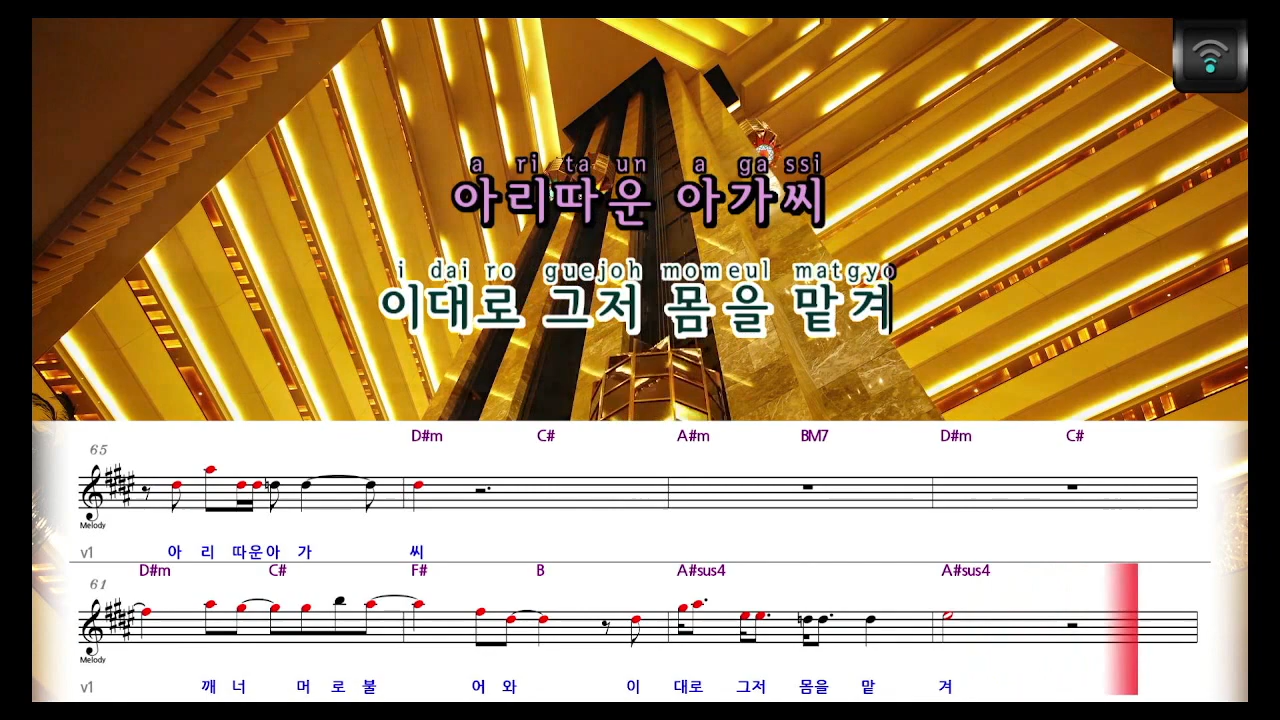 a ri ta un a ga ssi
아리따운 아가씨
i dai ro guejoh momeul matgyo
이대로 그저 몸을 맡겨
D#m C# A#m BM7 D#m C#
65
Melody
v1 아 리 따운아 가 씨
D#m C# F# B A#sus4 A#sus4
61
Melody
v1 깨 너 머 로 불 어 와 이 대로 그저 몸을 맡 겨